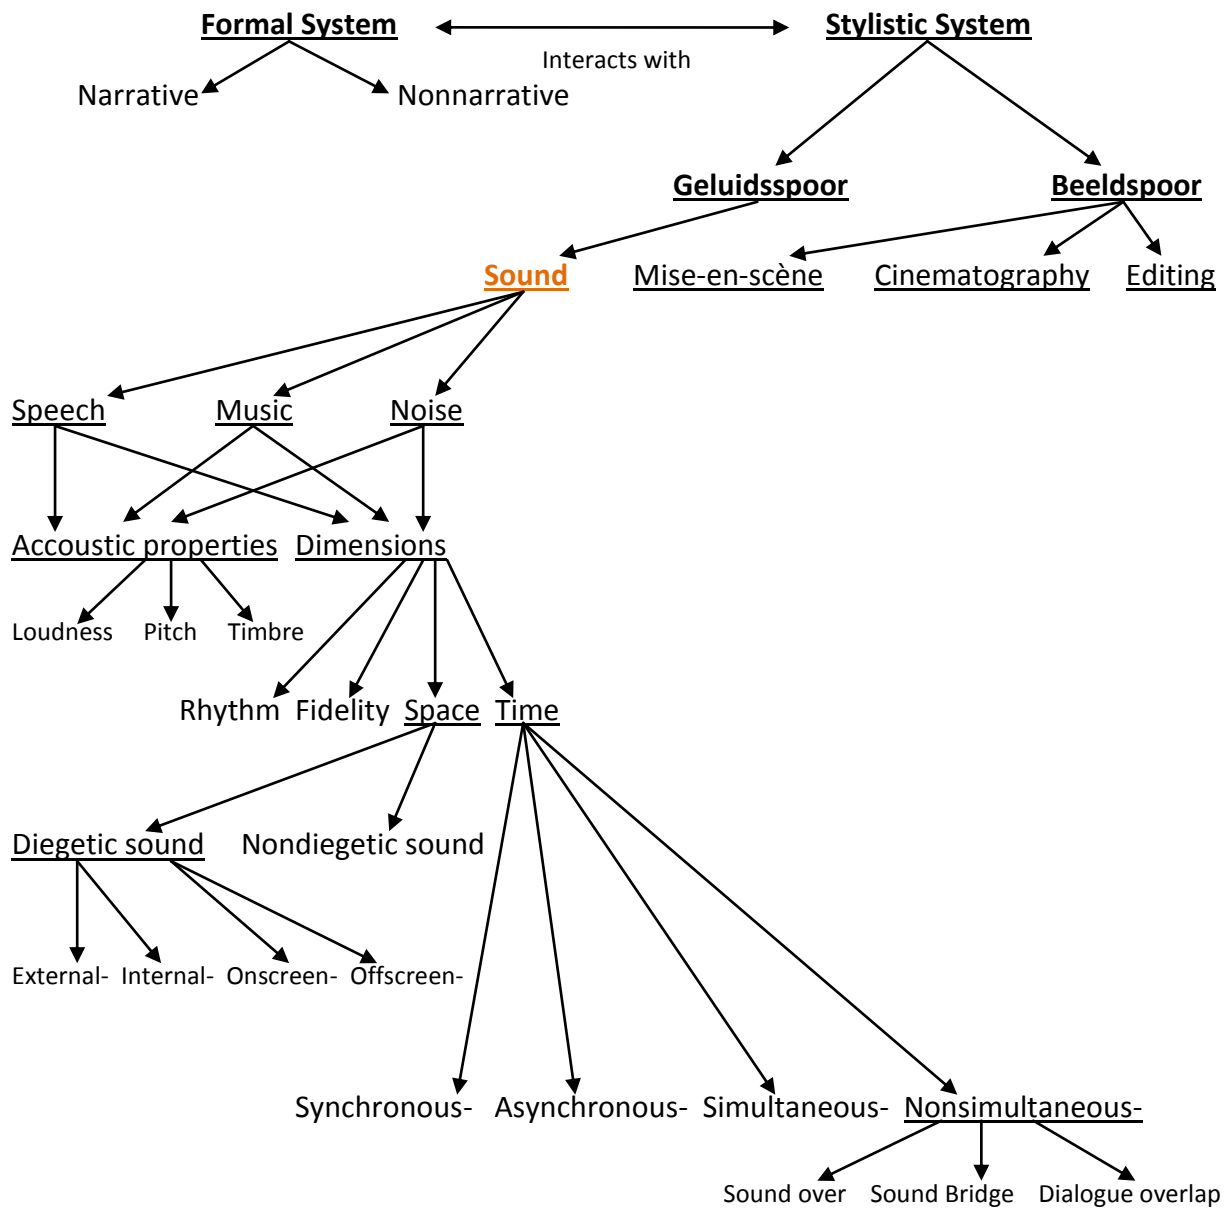 Formal System Stylistic System
Interacts with
Narrative Nonnarrative
Geluidsspoor Beeldspoor
Sound Mise-en-scène Cinematography Editing
Speech Music Noise
Accoustic properties Dimensions
Loudness Pitch Timbre
Rhythm Fidelity Space Time
Diegetic sound Nondiegetic sound
External- Internal- Onscreen- Offscreen-
Synchronous- Asynchronous- Simultaneous- Nonsimultaneous-
Sound over Sound Bridge Dialogue overlap